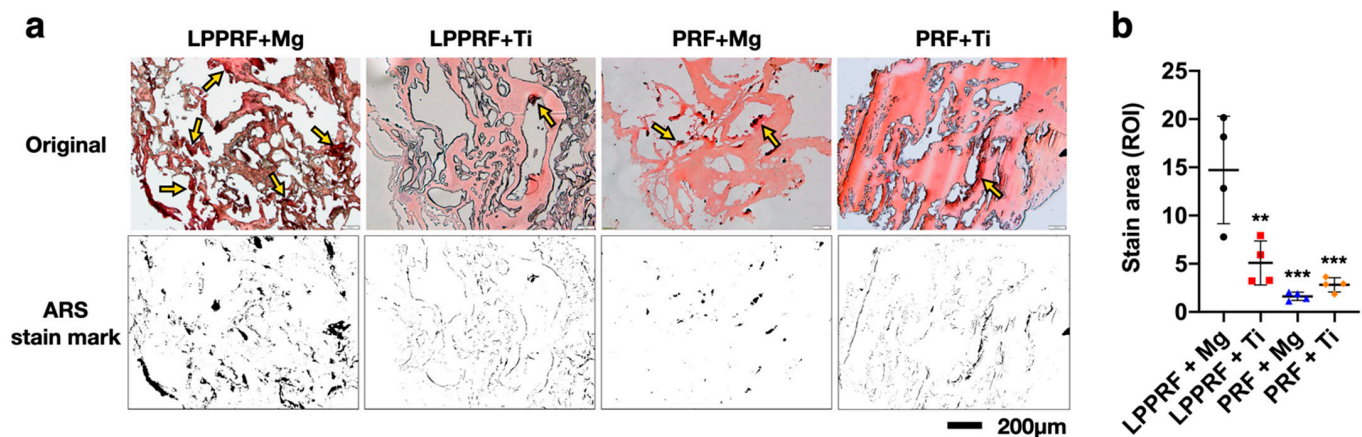 a
LPPRF+Mg LPPRF+Ti PRF+Mg PRF+Ti
Original
ARS
stain mark
200µm
b
Stain area (ROI)
25
20
15
10
5
0
**
***
***
LPPRF + Mg
LPPRF + Ti
PRF + Mg
PRF + Ti